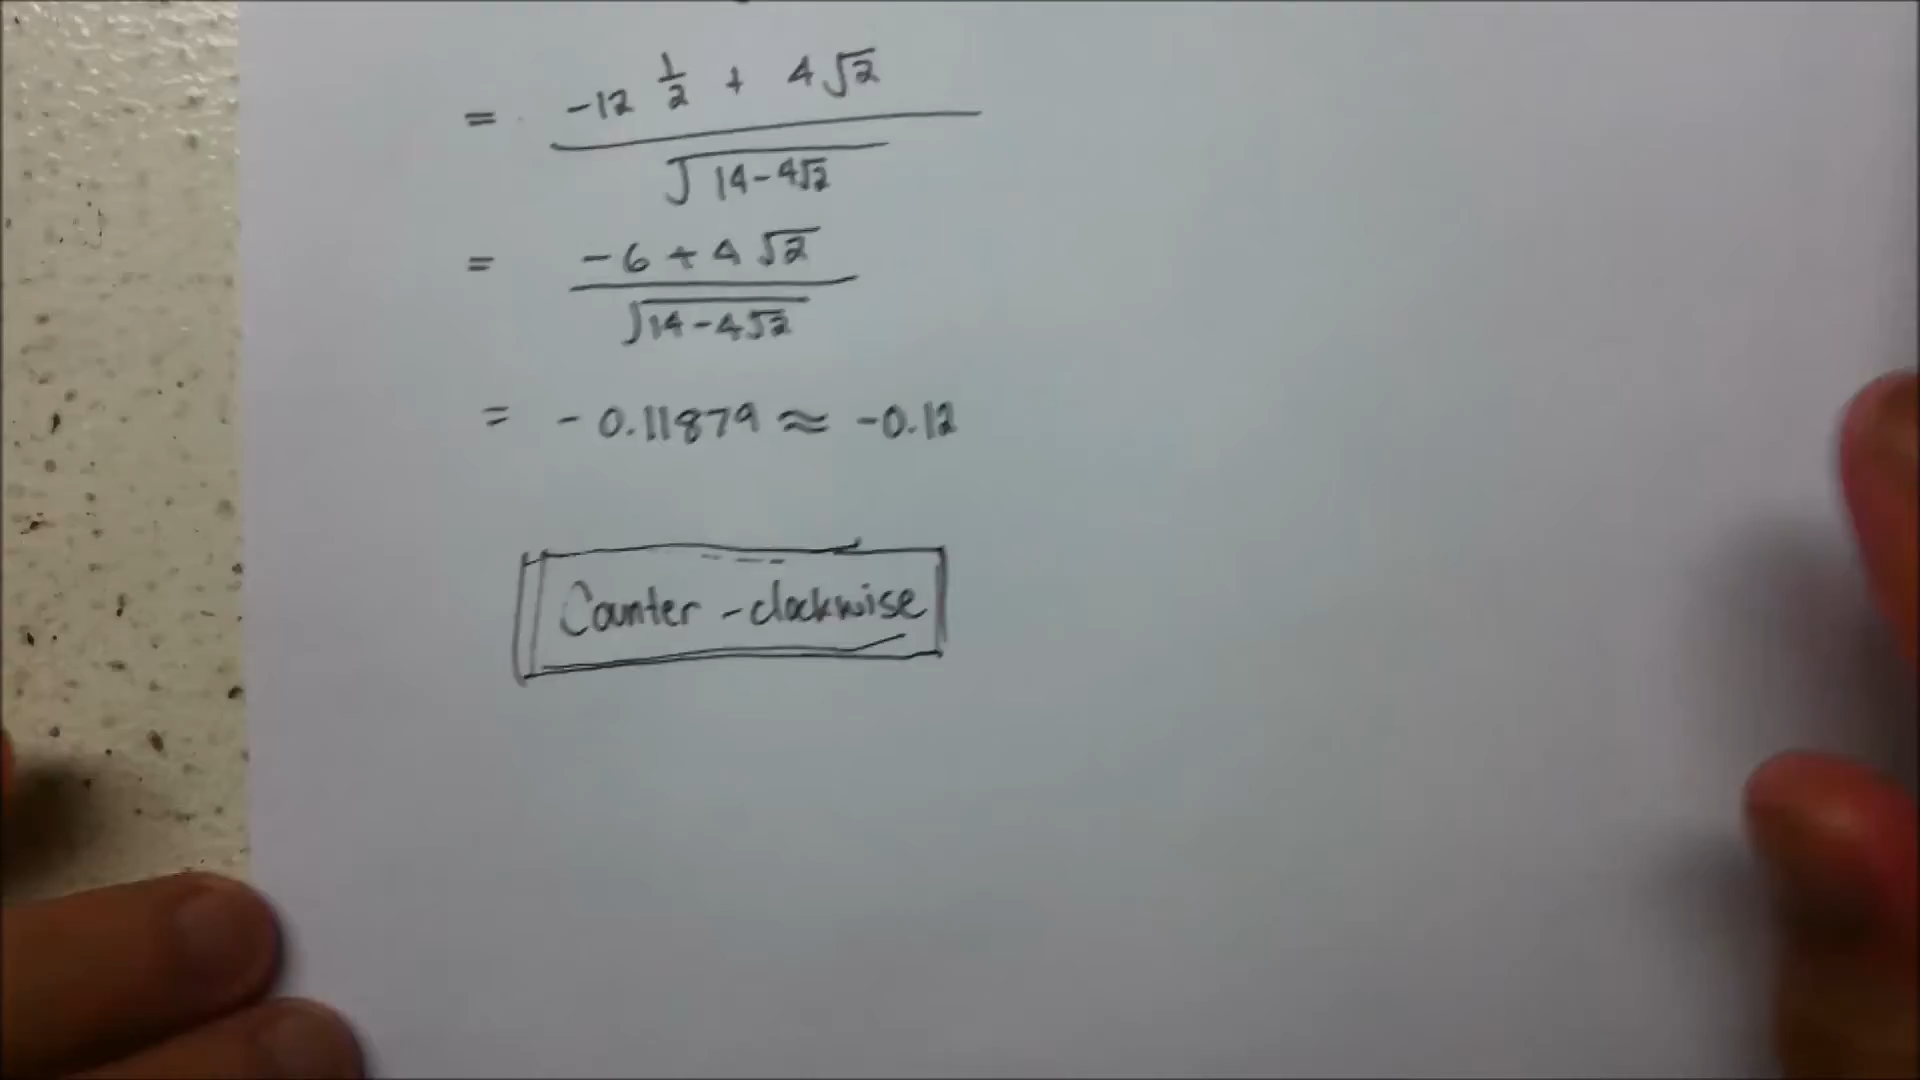 = -12 1/2 + 4√2
√14-4√2
= -6+4√2
√14-4√2
= -0.11879 ≈ -0.12
Counter-clockwise